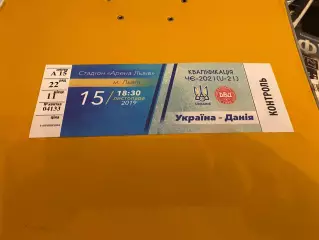 А 15
22
11
04153
Стадіон «Арена Львів»
м. Львів
15 / 18:30
листопада
2019
КВАЛІФІКАЦІЯ
ЧЄ-2021 (U-21)
Україна - Данія
КОНТРОЛЬ